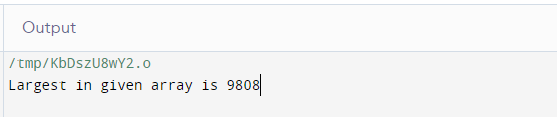 Output
/tmp/KbDszU8wY2.o
Largest in given array is 9808